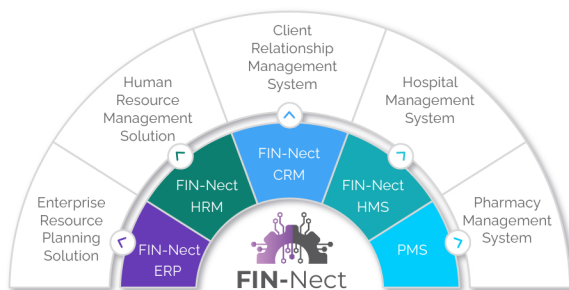 Client
Relationship
Management
System
Human
Resource
Management
Solution
Hospital
Management
System
Enterprise
Resource
Planning
Solution
Pharmacy
Management
System
FIN-Nect
ERP
FIN-Nect
HRM
FIN-Nect
CRM
FIN-Nect
HMS
PMS
FIN-Nect